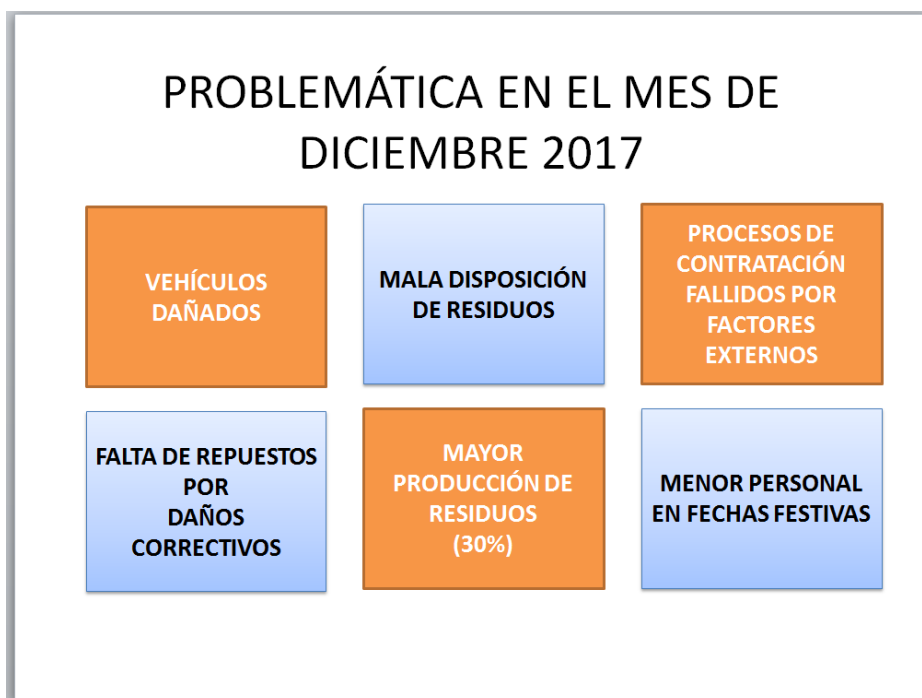 PROBLEMÁTICA EN EL MES DE
DICIEMBRE 2017
VEHÍCULOS
DAÑADOS
MALA DISPOSICIÓN
DE RESIDUOS
PROCESOS DE
CONTRATACIÓN
FALLIDOS POR
FACTORES
EXTERNOS
FALTA DE REPUESTOS
POR
DAÑOS
CORRECTIVOS
MAYOR
PRODUCCIÓN DE
RESIDUOS
(30%)
MENOR PERSONAL
EN FECHAS FESTIVAS